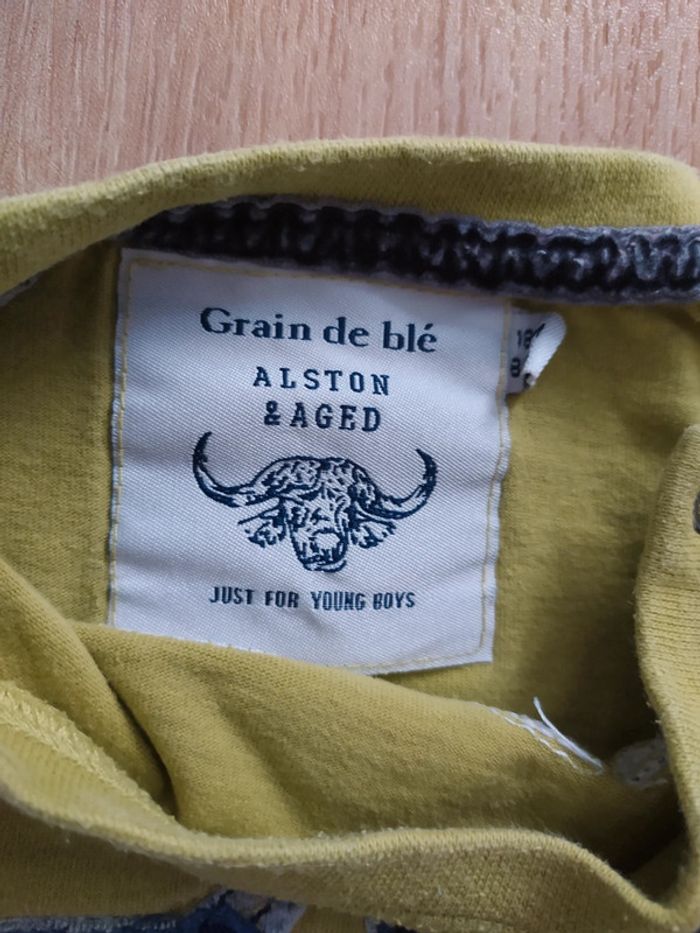 Grain de blé
ALSTON
& AGED
JUST FOR YOUNG BOYS